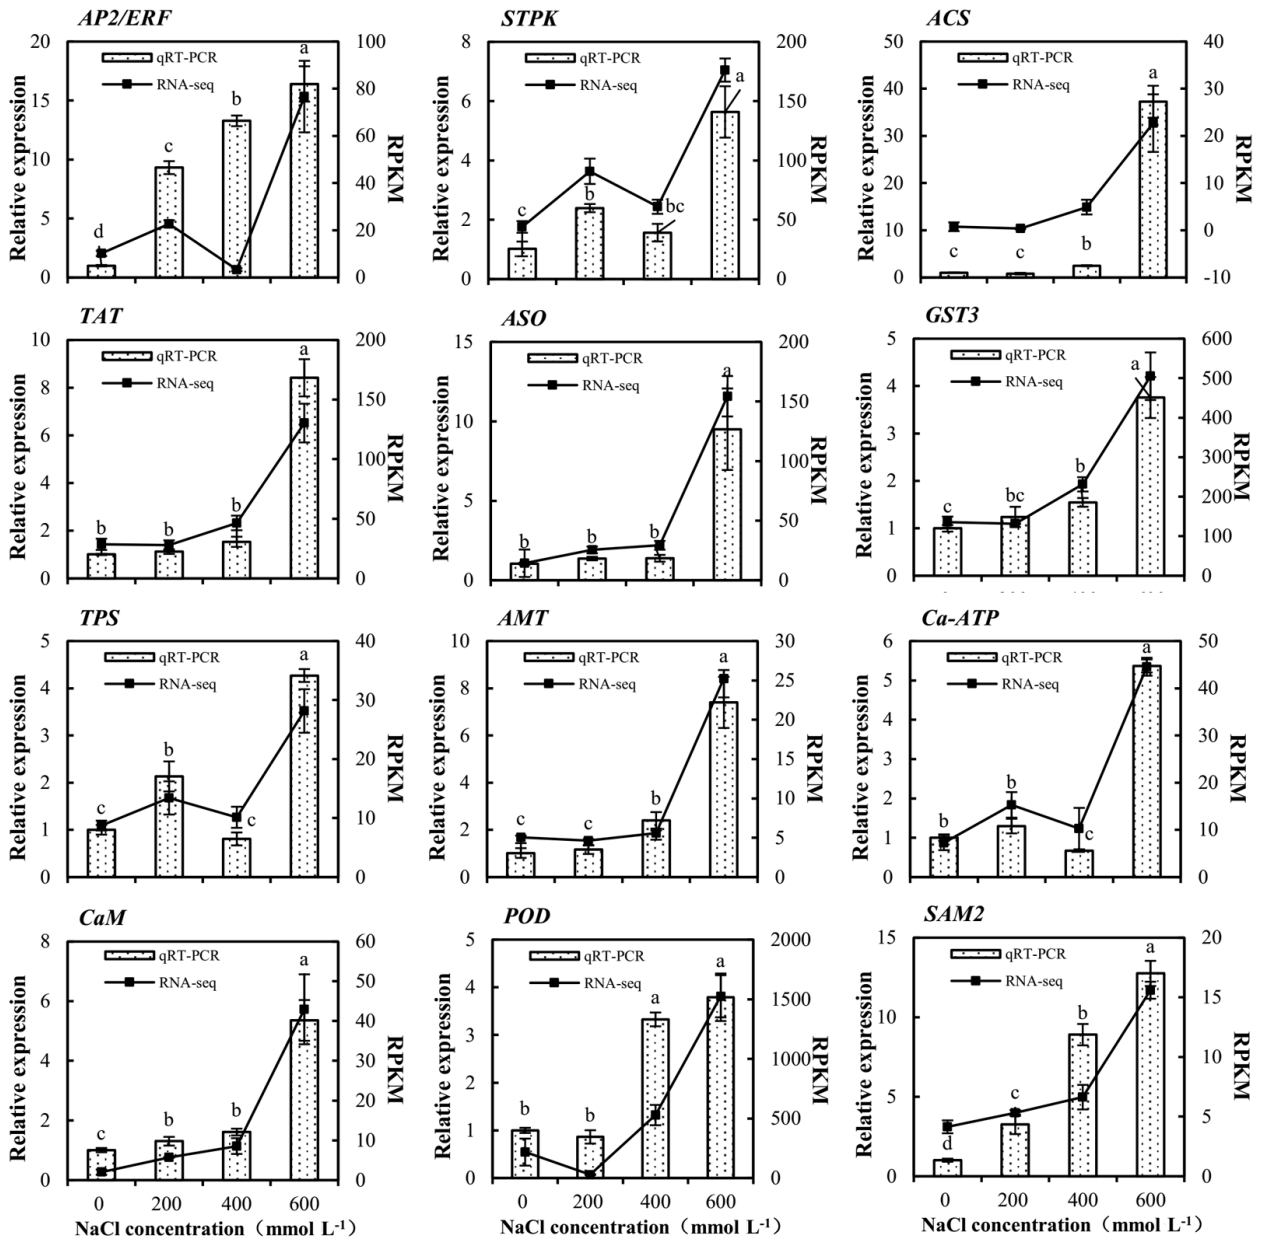 AP2/ERF
Relative expression
20
15
10
5
0
qRT-PCR
RNA-seq
d
c
b
a
100
80
60
40
20
0
RPKM
STPK
Relative expression
8
6
4
2
0
qRT-PCR
RNA-seq
c
b
bc
a
200
150
100
50
0
RPKM
ACS
Relative expression
50
40
30
20
10
0
qRT-PCR
RNA-seq
c
c
b
a
40
30
20
10
0
-10
RPKM
TAT
Relative expression
10
8
6
4
2
0
qRT-PCR
RNA-seq
b
b
b
a
200
150
100
50
0
RPKM
ASO
Relative expression
15
10
5
0
qRT-PCR
RNA-seq
b
b
b
a
200
150
100
50
0
RPKM
GST3
Relative expression
5
4
3
2
1
0
qRT-PCR
RNA-seq
c
bc
b
a
600
500
400
300
200
100
0
RPKM
TPS
Relative expression
5
4
3
2
1
0
qRT-PCR
RNA-seq
c
b
c
a
40
30
20
10
0
RPKM
AMT
Relative expression
10
8
6
4
2
0
qRT-PCR
RNA-seq
c
c
b
a
30
25
20
15
10
5
0
RPKM
Ca-ATP
Relative expression
6
5
4
3
2
1
0
qRT-PCR
RNA-seq
b
b
c
a
50
40
30
20
10
0
RPKM
CaM
Relative expression
8
6
4
2
0
qRT-PCR
RNA-seq
c
b
b
a
60
50
40
30
20
10
0
RPKM
0 200 400 600
NaCl concentration（mmol L-1）
POD
Relative expression
5
4
3
2
1
0
qRT-PCR
RNA-seq
b
b
a
a
2000
1500
1000
500
0
RPKM
0 200 400 600
NaCl concentration（mmol L-1）
SAM2
Relative expression
15
10
5
0
qRT-PCR
RNA-seq
d
c
b
a
20
15
10
5
0
RPKM
0 200 400 600
NaCl concentration（mmol L-1）